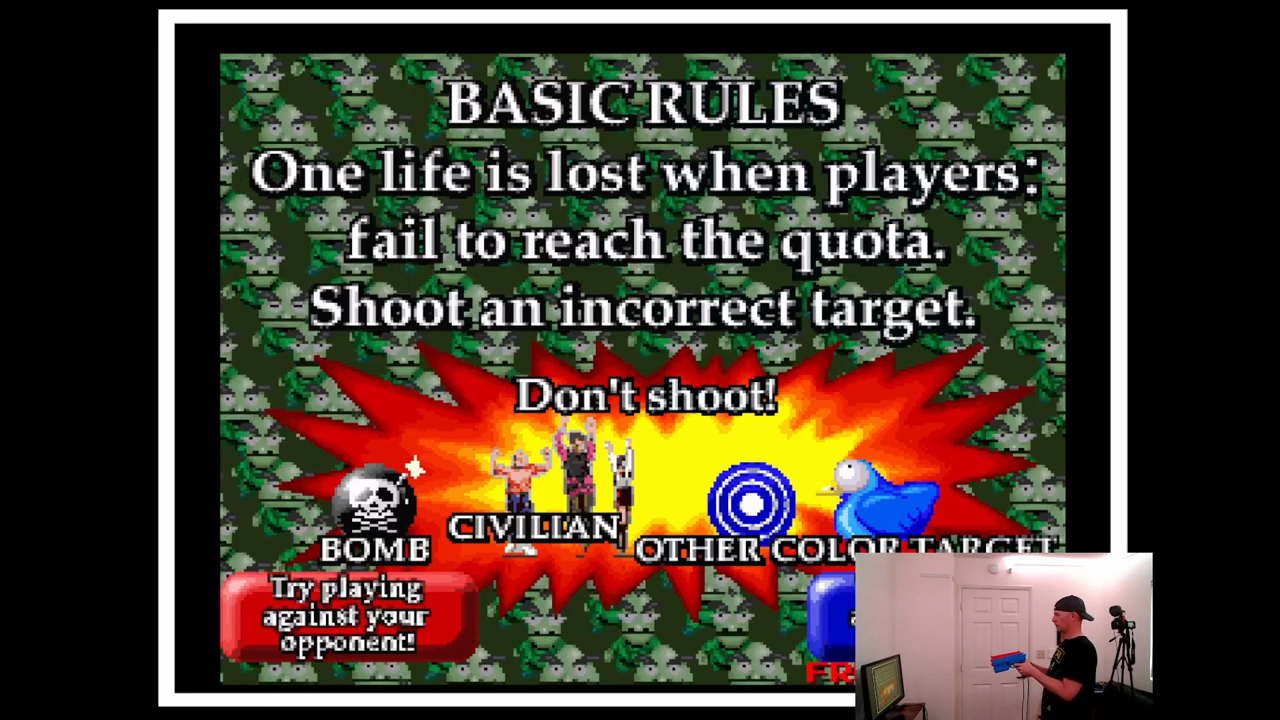 BASIC RULES
One life is lost when players:
fail to reach the quota.
Shoot an incorrect target.
Don't shoot!
CIVILIAN
BOMB
OTHER COLOR TARGET
Try playing
against your
opponent!